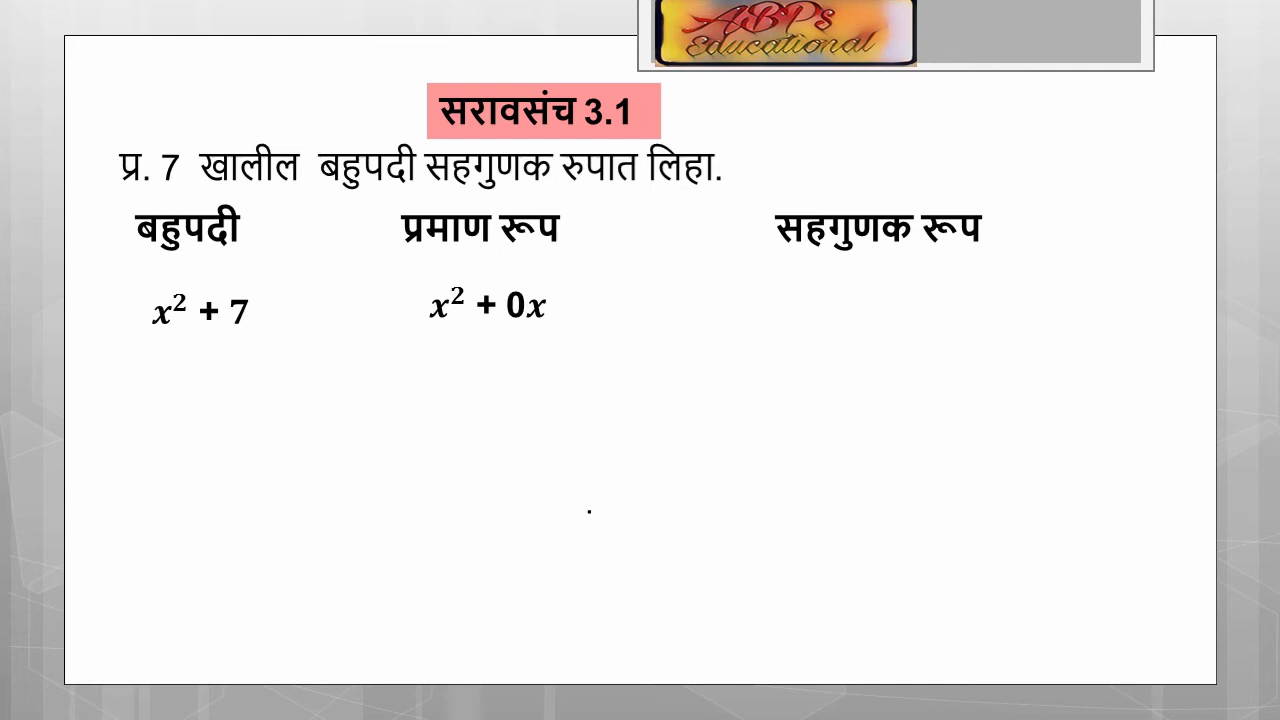 ABPs
Educational
सरावसंच 3.1
प्र. 7 खालील बहुपदी सहगुणक रुपात लिहा.
बहुपदी प्रमाण रूप सहगुणक रूप
x² + 7 x² + 0x
.